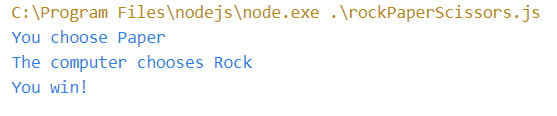 C:\Program Files\nodejs\node.exe .\rockPaperScissors.js
You choose Paper
The computer chooses Rock
You win!